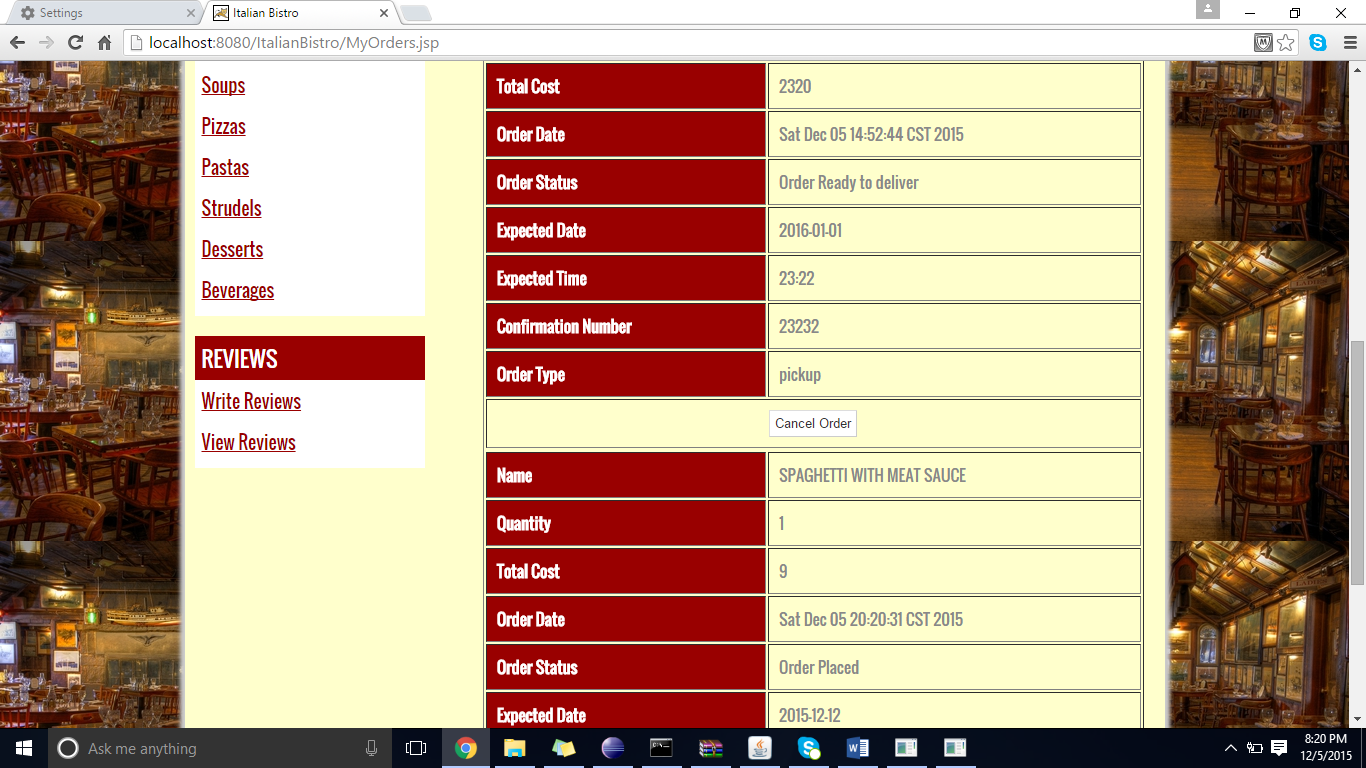 Settings
Italian Bistro
localhost:8080/ItalianBistro/MyOrders.jsp
Soups
Pizzas
Pastas
Strudels
Desserts
Beverages
REVIEWS
Write Reviews
View Reviews
Total Cost 2320
Order Date Sat Dec 05 14:52:44 CST 2015
Order Status Order Ready to deliver
Expected Date 2016-01-01
Expected Time 23:22
Confirmation Number 23232
Order Type pickup
Cancel Order
Name SPAGHETTI WITH MEAT SAUCE
Quantity 1
Total Cost 9
Order Date Sat Dec 05 20:20:31 CST 2015
Order Status Order Placed
Expected Date 2015-12-12
Ask me anything
8:20 PM
12/5/2015